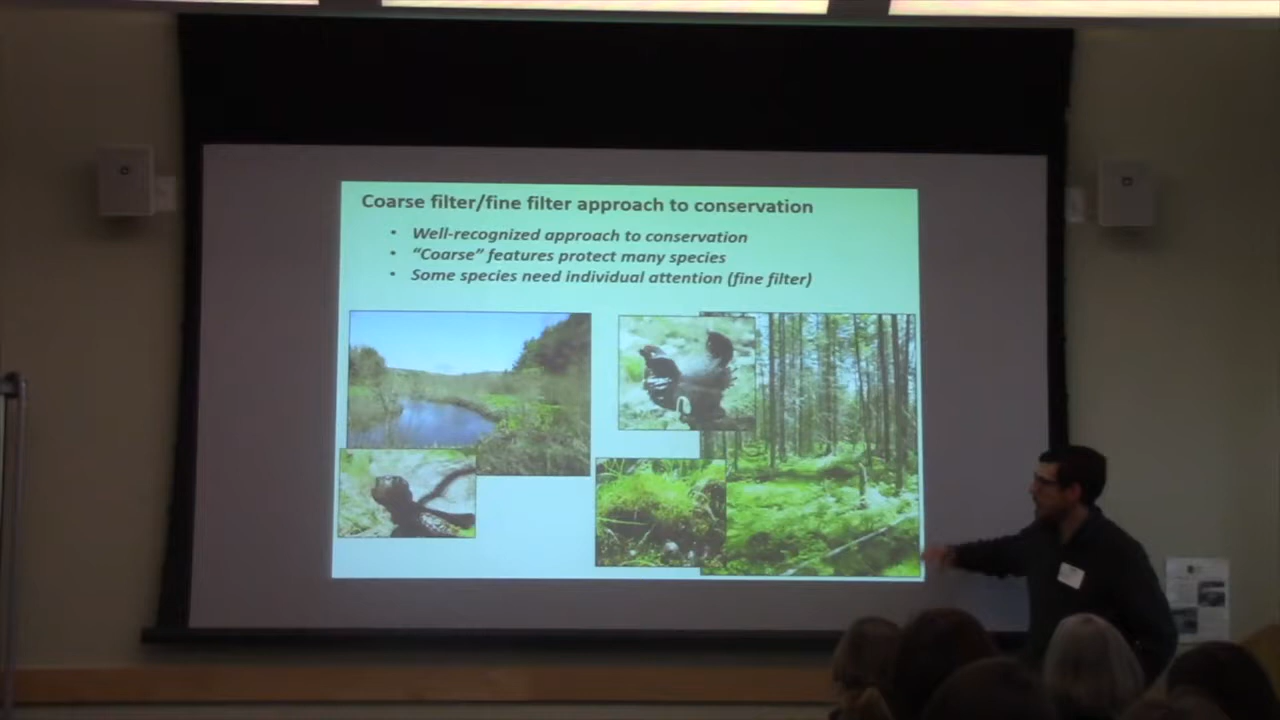 Coarse filter/fine filter approach to conservation
• Well-recognized approach to conservation
• “Coarse” features protect many species
• Some species need individual attention (fine filter)